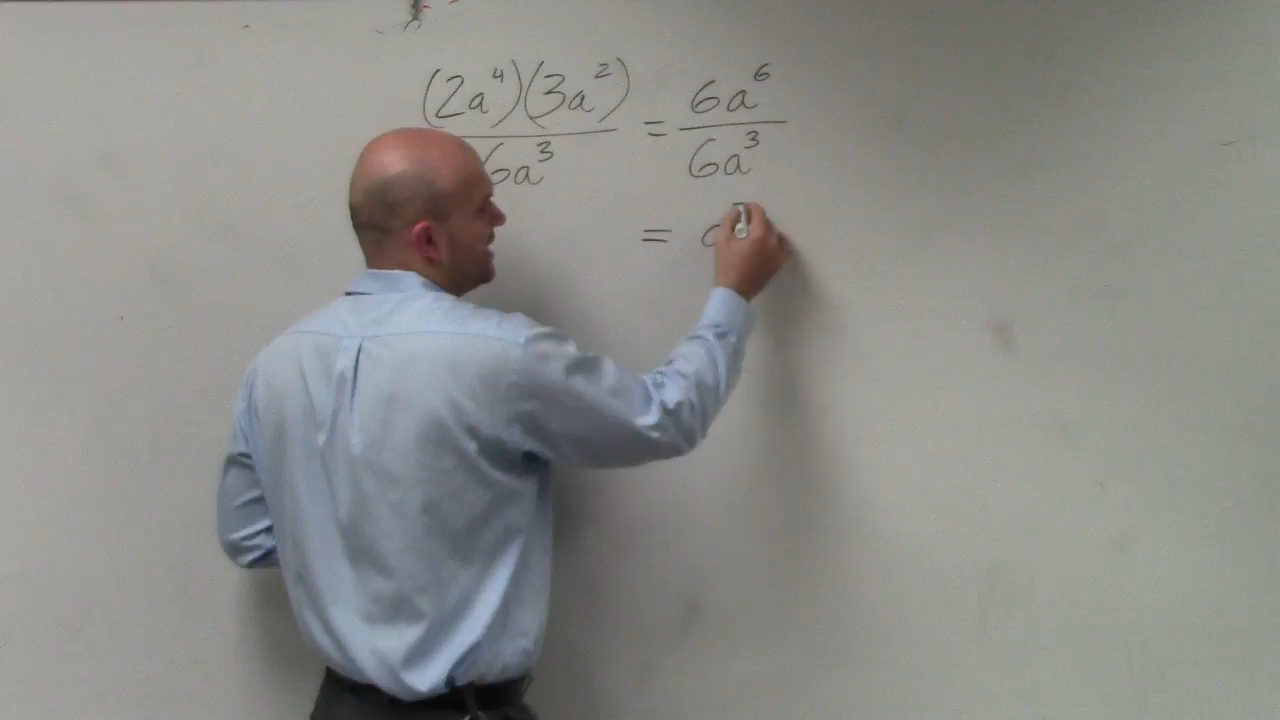 (2a⁴)(3a²) / 6a³ = 6a⁶ / 6a³
= a